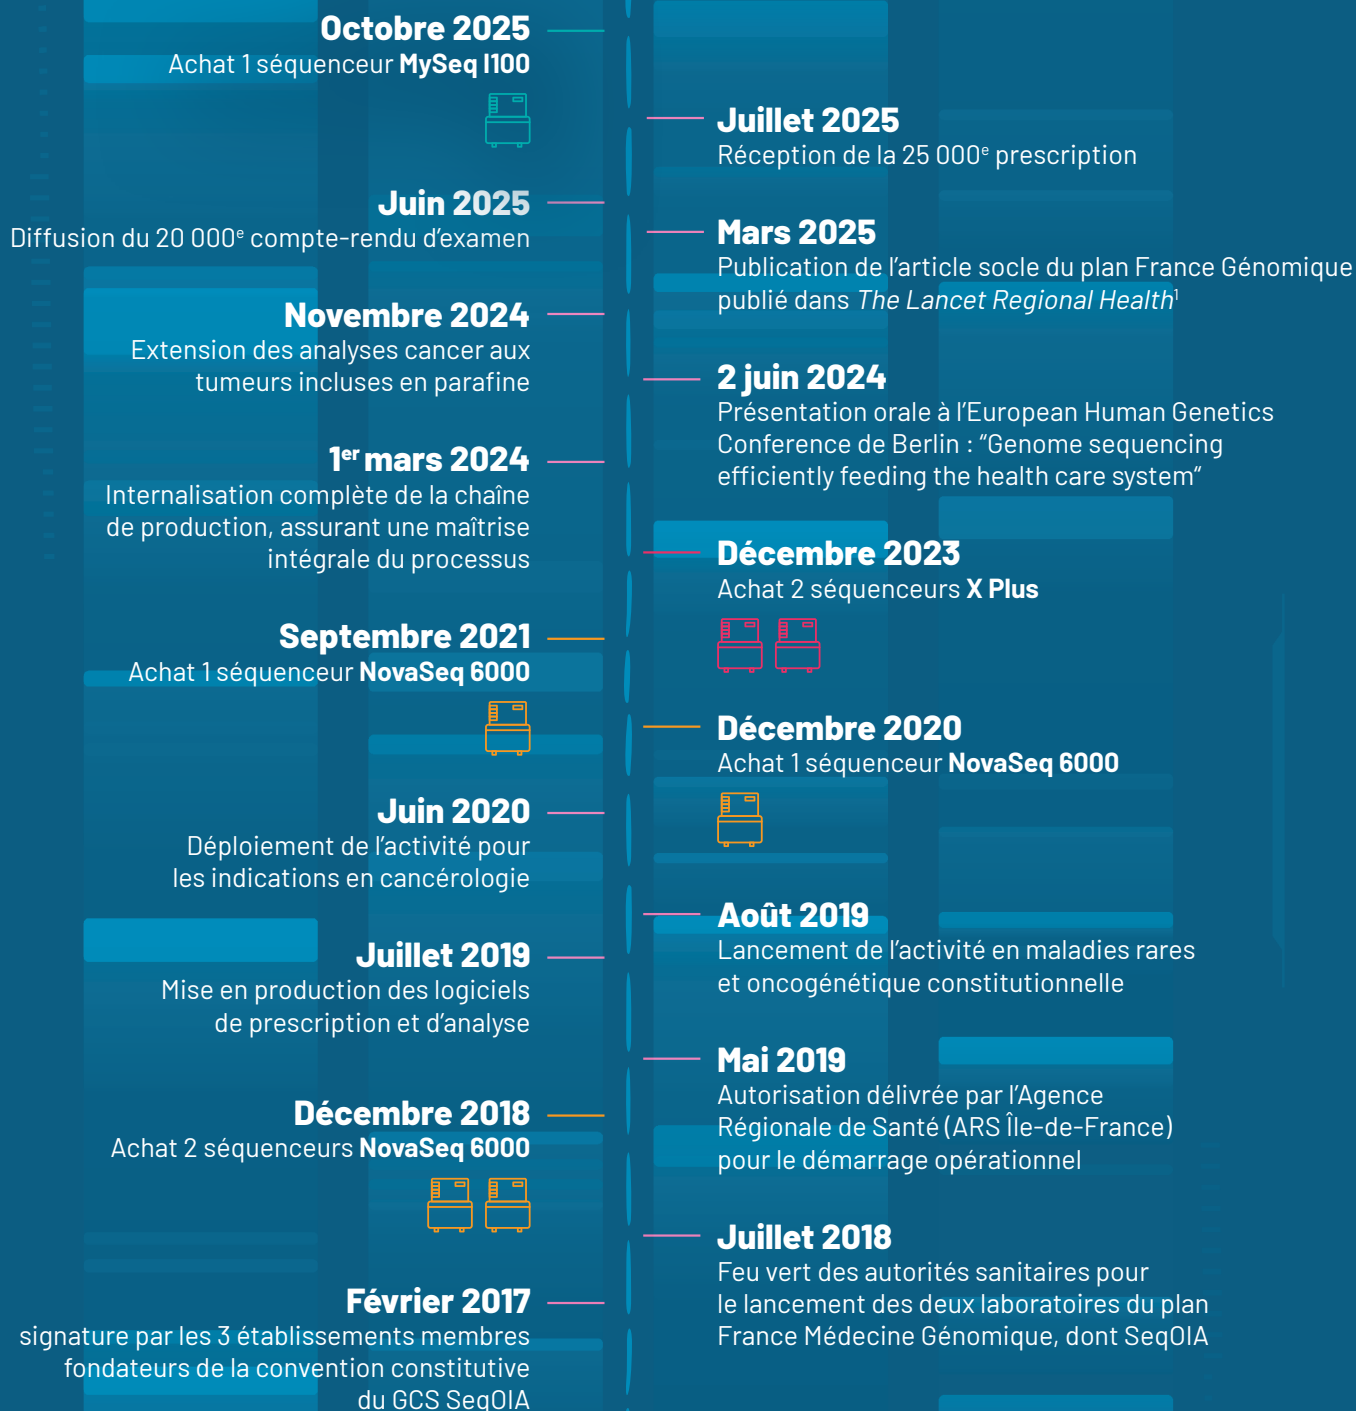 Octobre 2025
Achat 1 séquenceur MySeq I100
Juillet 2025
Réception de la 25 000e prescription
Juin 2025
Diffusion du 20 000e compte-rendu d'examen
Mars 2025
Publication de l'article socle du plan France Génomique
publié dans The Lancet Regional Health1
Novembre 2024
Extension des analyses cancer aux
tumeurs incluses en parafine
2 juin 2024
Présentation orale à l'European Human Genetics
Conference de Berlin : "Genome sequencing
efficiently feeding the health care system"
1er mars 2024
Internalisation complète de la chaîne
de production, assurant une maîtrise
intégrale du processus
Décembre 2023
Achat 2 séquenceurs X Plus
Septembre 2021
Achat 1 séquenceur NovaSeq 6000
Décembre 2020
Achat 1 séquenceur NovaSeq 6000
Juin 2020
Déploiement de l'activité pour
les indications en cancérologie
Août 2019
Lancement de l'activité en maladies rares
et oncogénétique constitutionnelle
Juillet 2019
Mise en production des logiciels
de prescription et d'analyse
Mai 2019
Autorisation délivrée par l'Agence
Régionale de Santé (ARS Île-de-France)
pour le démarrage opérationnel
Décembre 2018
Achat 2 séquenceurs NovaSeq 6000
Juillet 2018
Feu vert des autorités sanitaires pour
le lancement des deux laboratoires du plan
France Médecine Génomique, dont SeqOIA
Février 2017
signature par les 3 établissements membres
fondateurs de la convention constitutive
du GCS SeqOIA